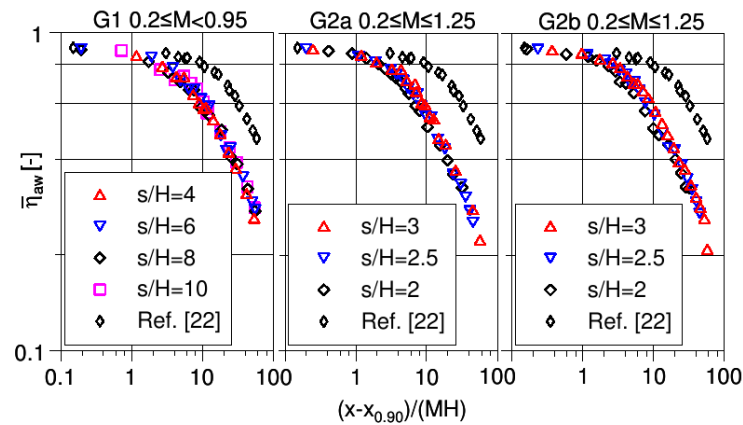 G1 0.2≤M<0.95
G2a 0.2≤M≤1.25
G2b 0.2≤M≤1.25
1
η̅aw [-]
0.1
s/H=4
s/H=6
s/H=8
s/H=10
Ref. [22]
s/H=3
s/H=2.5
s/H=2
Ref. [22]
s/H=3
s/H=2.5
s/H=2
Ref. [22]
0.1 1 10 100 1 10 100 1 10 100
(x-x0.90)/(MH)